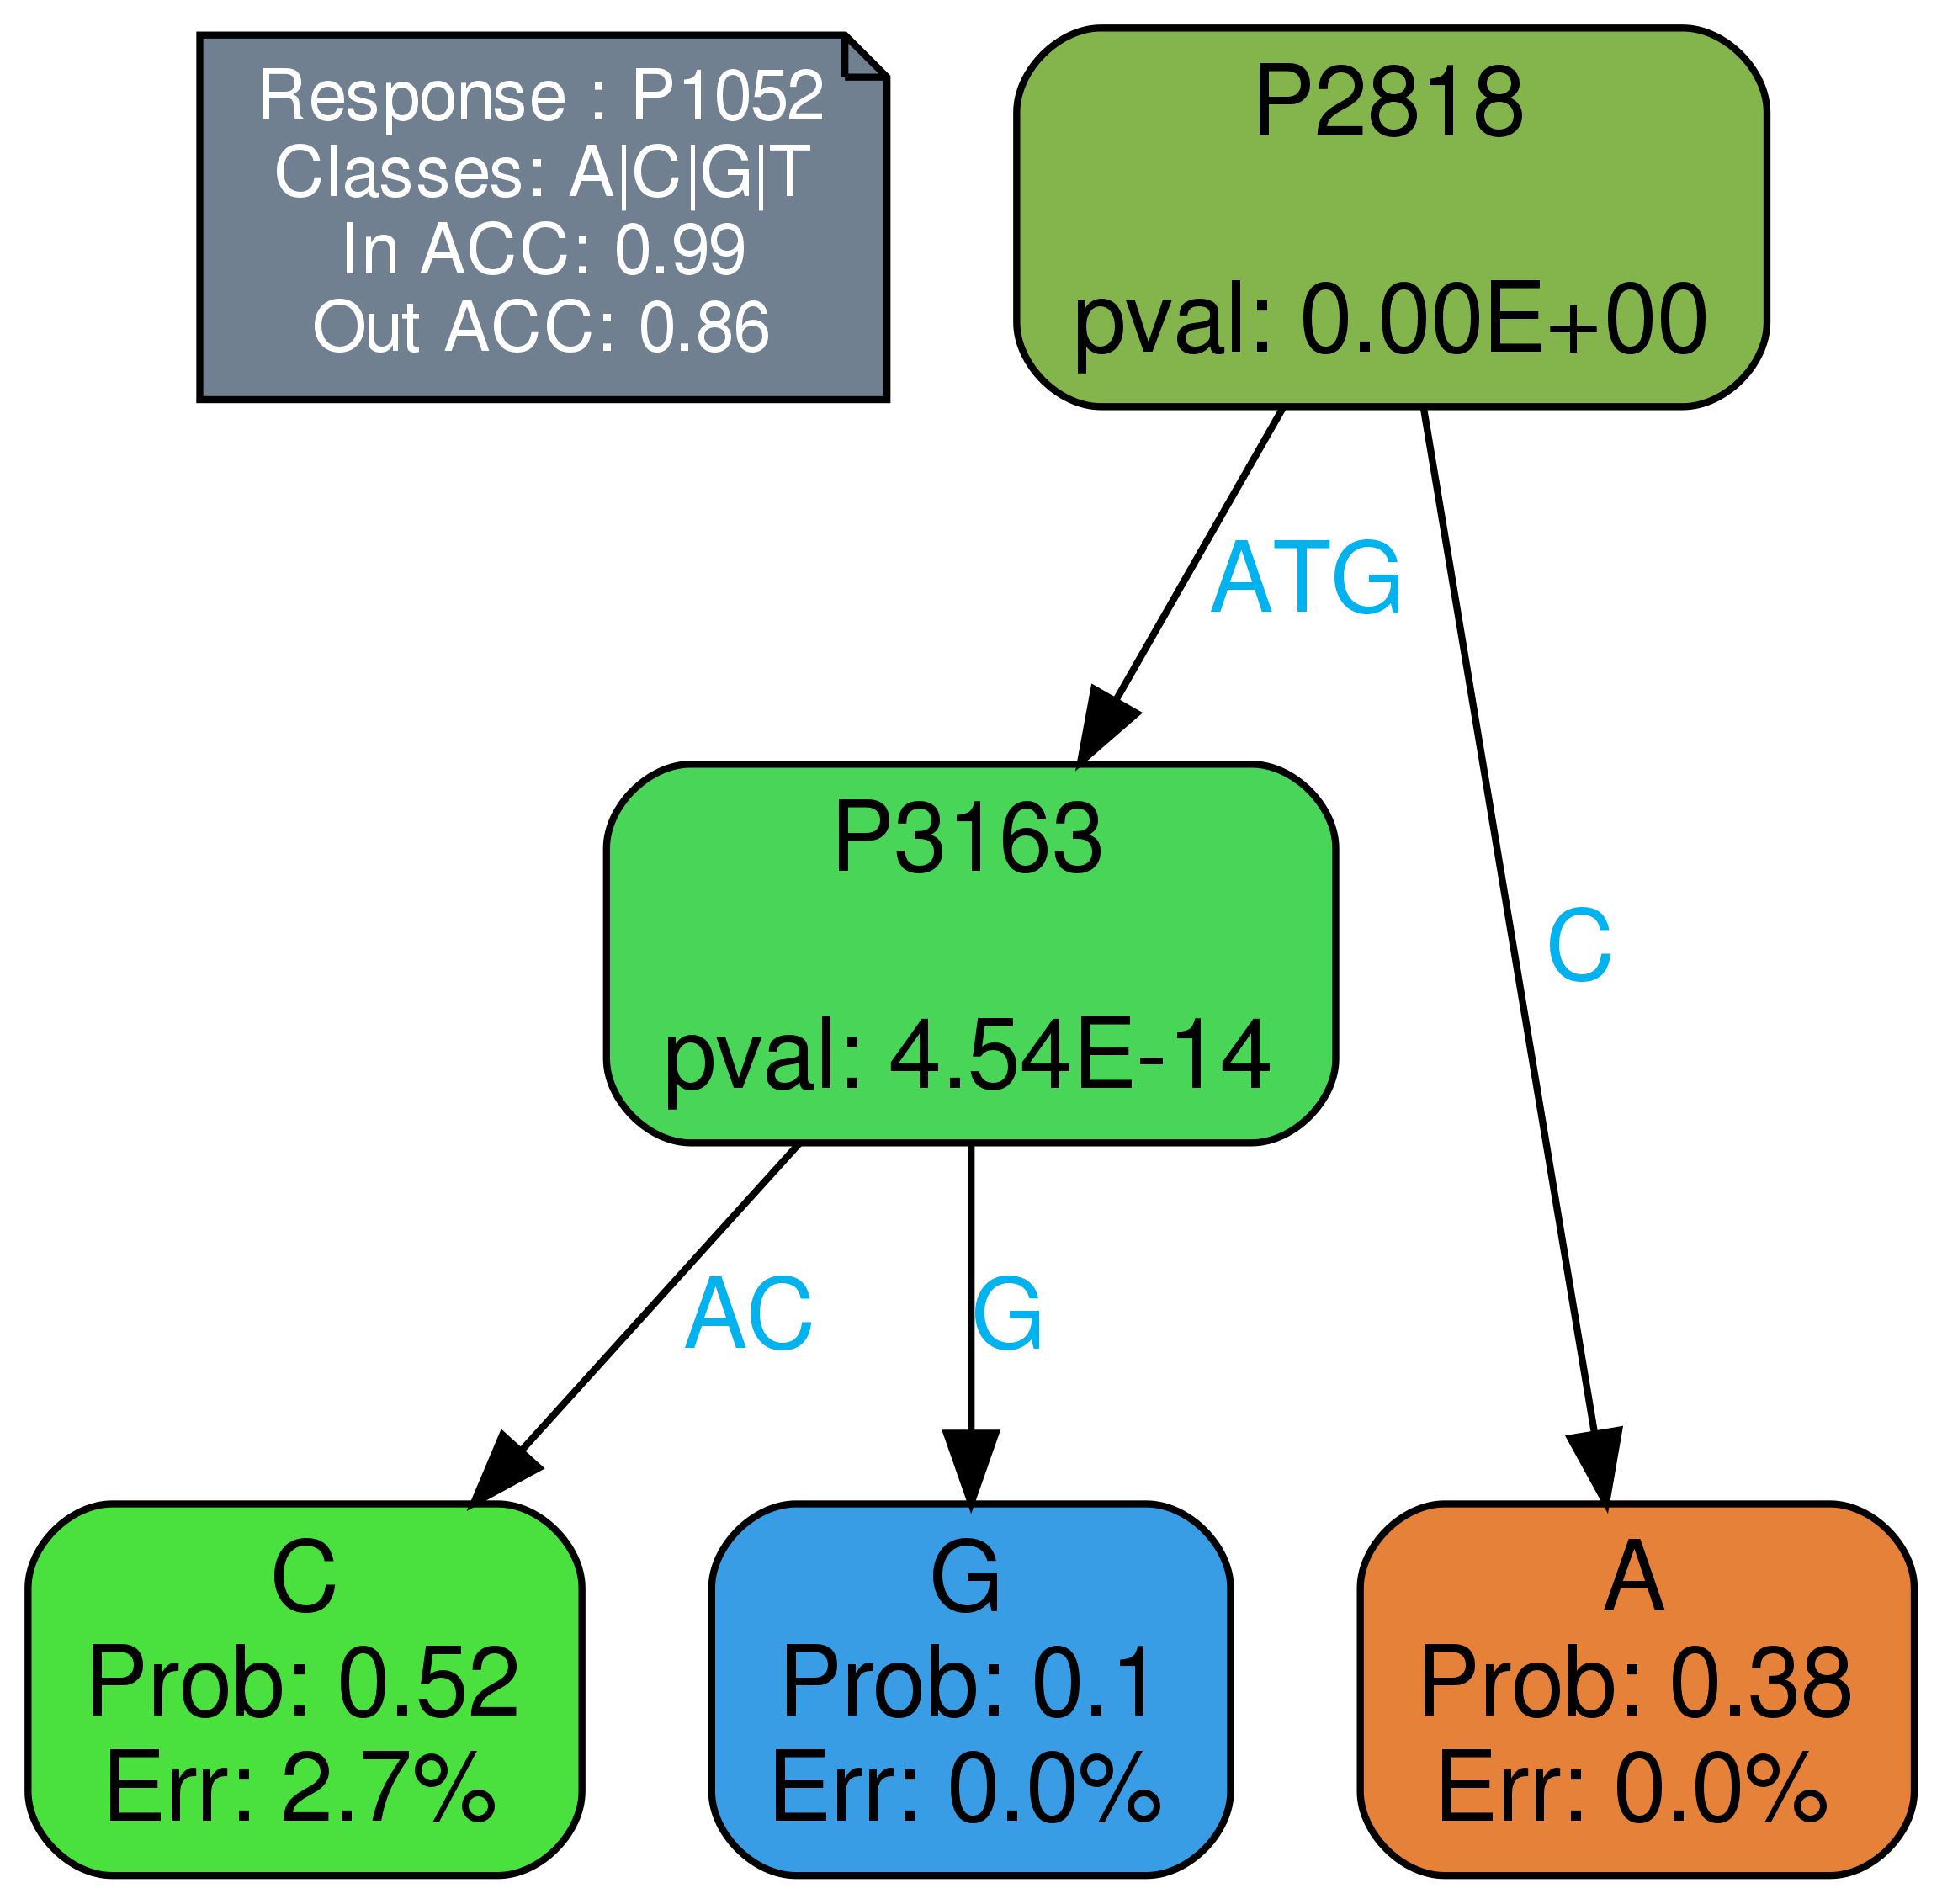 Response : P1052
Classes: A|C|G|T
In ACC: 0.99
Out ACC: 0.86
P2818
pval: 0.00E+00
ATG
P3163
pval: 4.54E-14
C
AC
G
C
Prob: 0.52
Err: 2.7%
G
Prob: 0.1
Err: 0.0%
A
Prob: 0.38
Err: 0.0%